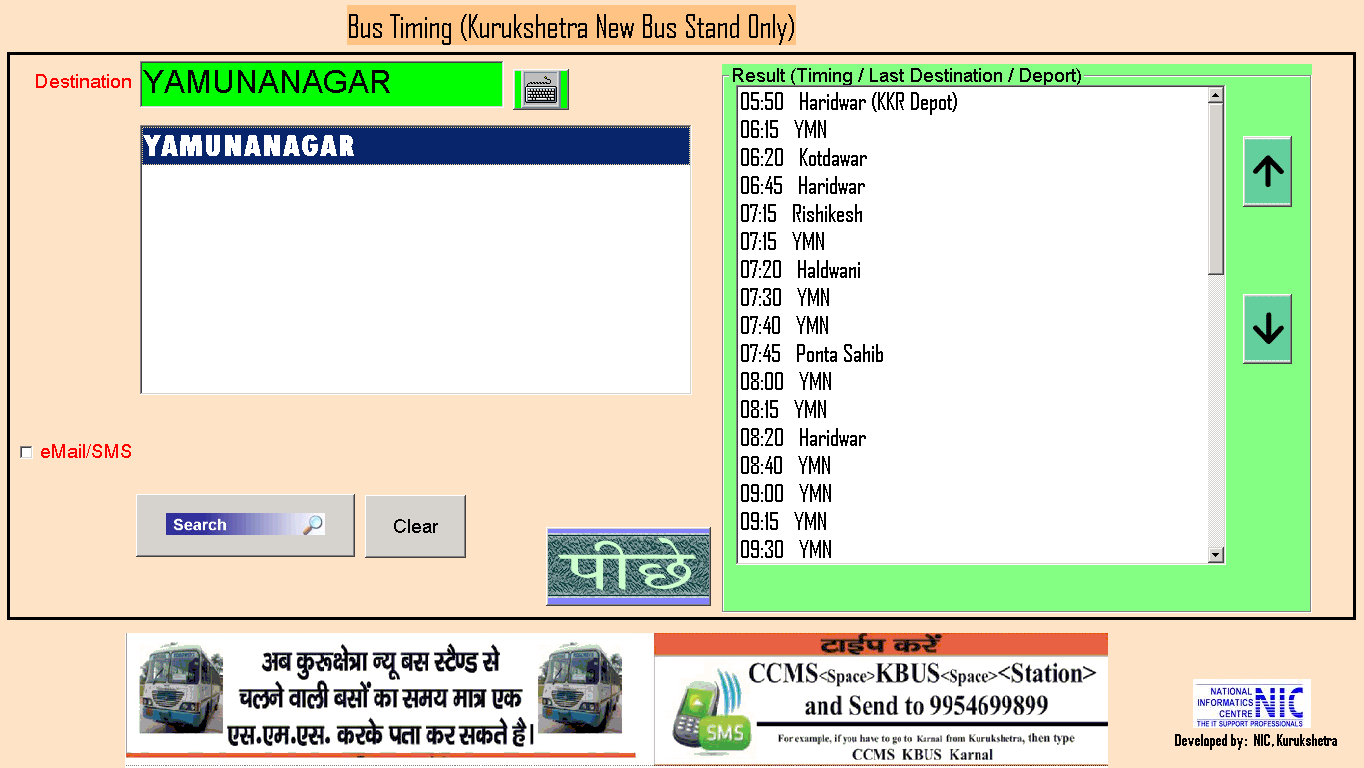 Bus Timing (Kurukshetra New Bus Stand Only)
Destination
YAMUNANAGAR
YAMUNANAGAR
eMail/SMS
Search
Clear
पीछे
Result (Timing / Last Destination / Deport)
05:50 Haridwar (KKR Depot)
06:15 YMN
06:20 Kotdawar
06:45 Haridwar
07:15 Rishikesh
07:15 YMN
07:20 Haldwani
07:30 YMN
07:40 YMN
07:45 Ponta Sahib
08:00 YMN
08:15 YMN
08:20 Haridwar
08:40 YMN
09:00 YMN
09:15 YMN
09:30 YMN
अब कुरूक्षेत्रा न्यू बस स्टैण्ड से
चलने वाली बसों का समय मात्र एक
एस.एम.एस. करके पता कर सकते है।
टाईप करें
CCMS<Space>KBUS<Space><Station>
and Send to 9954699899
For example, if you have to go to Karnal from Kurukshetra, then type
CCMS KBUS Karnal
SMS
NATIONAL
INFORMATICS
CENTRE
NIC
THE IT SUPPORT PROFESSIONALS
Developed by: NIC, Kurukshetra